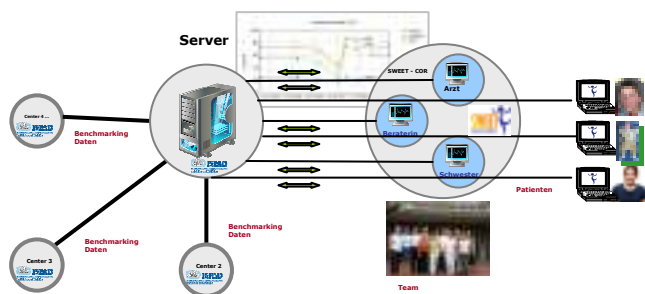 Server
SWEET - COR
Arzt
Center 4 ...
Benchmarking
Daten
Beraterin
Schwester
Patienten
Benchmarking
Daten
Benchmarking
Daten
Center 3
Center 2
Team